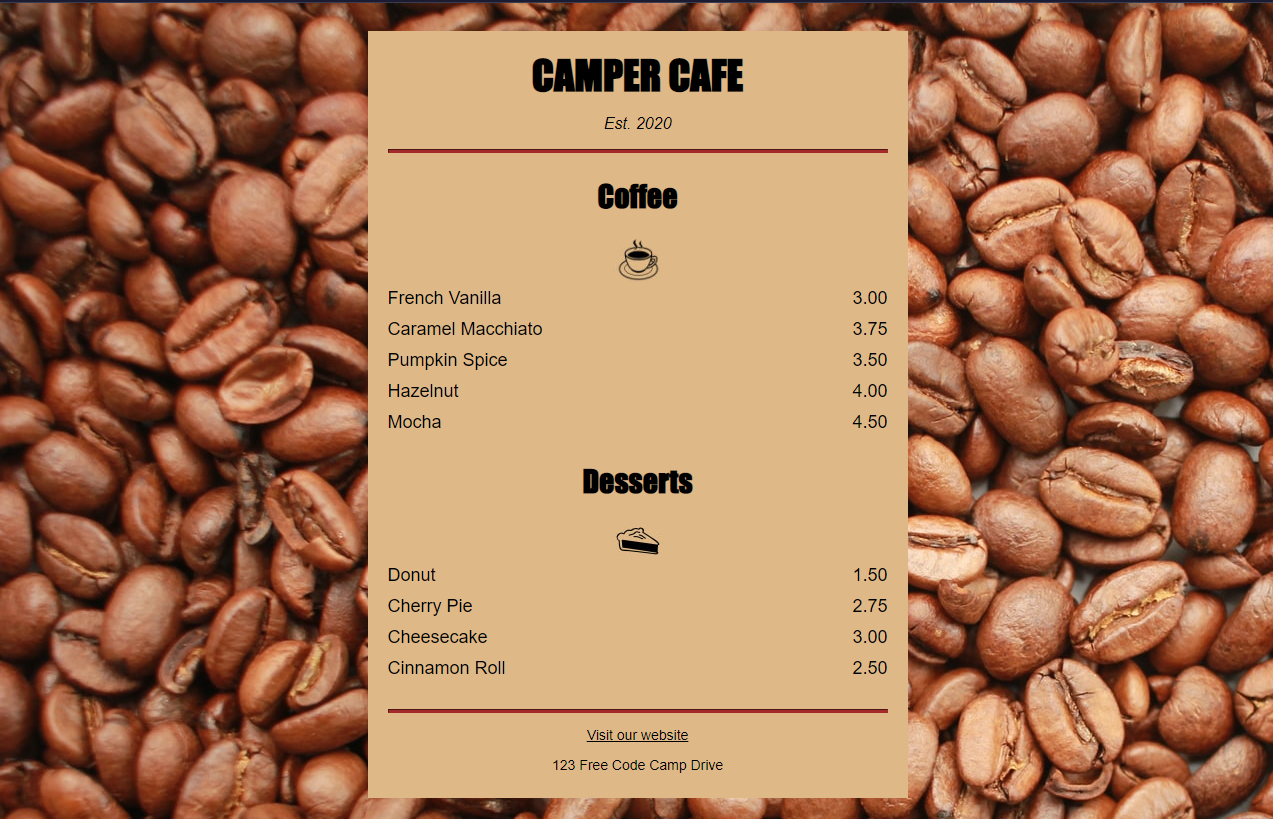 CAMPER CAFE
Est. 2020
Coffee
French Vanilla 3.00
Caramel Macchiato 3.75
Pumpkin Spice 3.50
Hazelnut 4.00
Mocha 4.50
Desserts
Donut 1.50
Cherry Pie 2.75
Cheesecake 3.00
Cinnamon Roll 2.50
Visit our website
123 Free Code Camp Drive